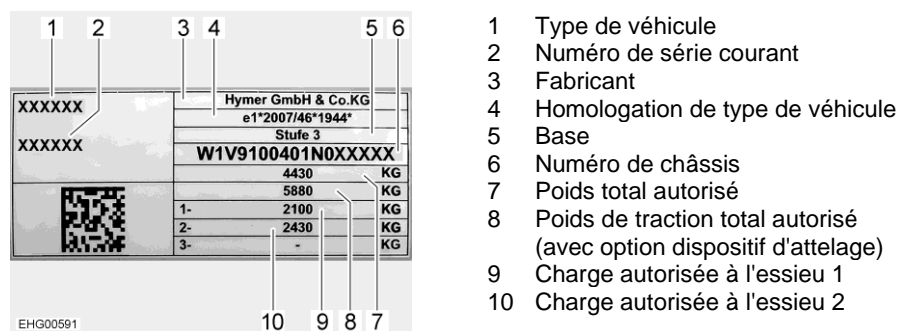 1 2 3 4 5 6
XXXXXX
XXXXXX
Hymer GmbH & Co.KG
e1*2007/46*1944*
Stufe 3
W1V9100401N0XXXXX
4430 KG
5880 KG
1- 2100 KG
2- 2430 KG
3- - KG
EHG00591
10 9 8 7
1 Type de véhicule
2 Numéro de série courant
3 Fabricant
4 Homologation de type de véhicule
5 Base
6 Numéro de châssis
7 Poids total autorisé
8 Poids de traction total autorisé
(avec option dispositif d'attelage)
9 Charge autorisée à l'essieu 1
10 Charge autorisée à l'essieu 2